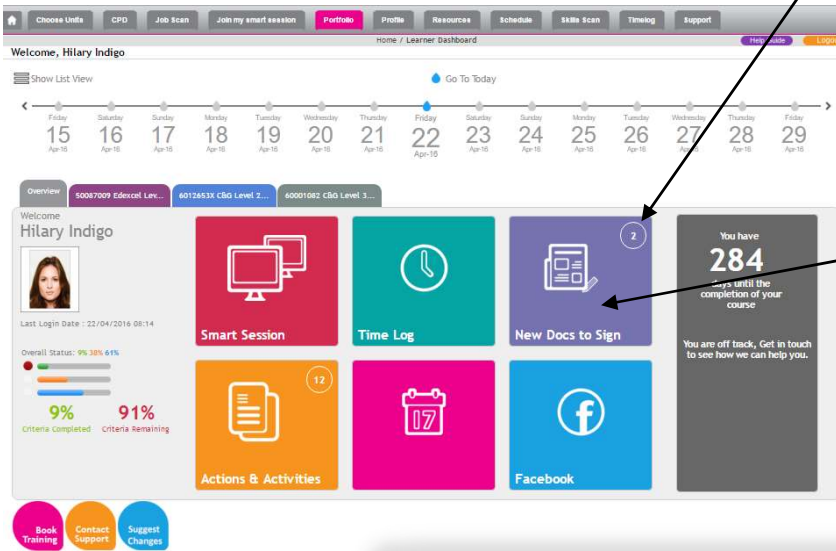 Choose Units CPD Job Scan Join my smart session Portfolio Profile Resources Schedule Skills Scan Timelog Support
Home / Learner Dashboard
Help Guide
Welcome, Hilary Indigo
Show List View
Go To Today
Friday Saturday Sunday Monday Tuesday Wednesday Thursday Friday Saturday Sunday Monday Tuesday Wednesday Thursday Friday
15 16 17 18 19 20 21 22 23 24 25 26 27 28 29
Apr-16 Apr-16 Apr-16 Apr-16 Apr-16 Apr-16 Apr-16 Apr-16 Apr-16 Apr-16 Apr-16 Apr-16 Apr-16 Apr-16 Apr-16
Overview 50087009 Edexcel Lev... 6012653X C&G Level 2... 60001082 C&G Level 3...
Welcome
Hilary Indigo
Last Login Date : 22/04/2016 08:14
Overall Status: 9% 38% 61%
9% 91%
Criteria Completed Criteria Remaining
Smart Session
Time Log
2
New Docs to Sign
12
Actions & Activities
17
Facebook
You have
284
days until the
completion of your
course
You are off track, Get in touch
to see how we can help you.
Book
Training
Contact
Support
Suggest
Changes